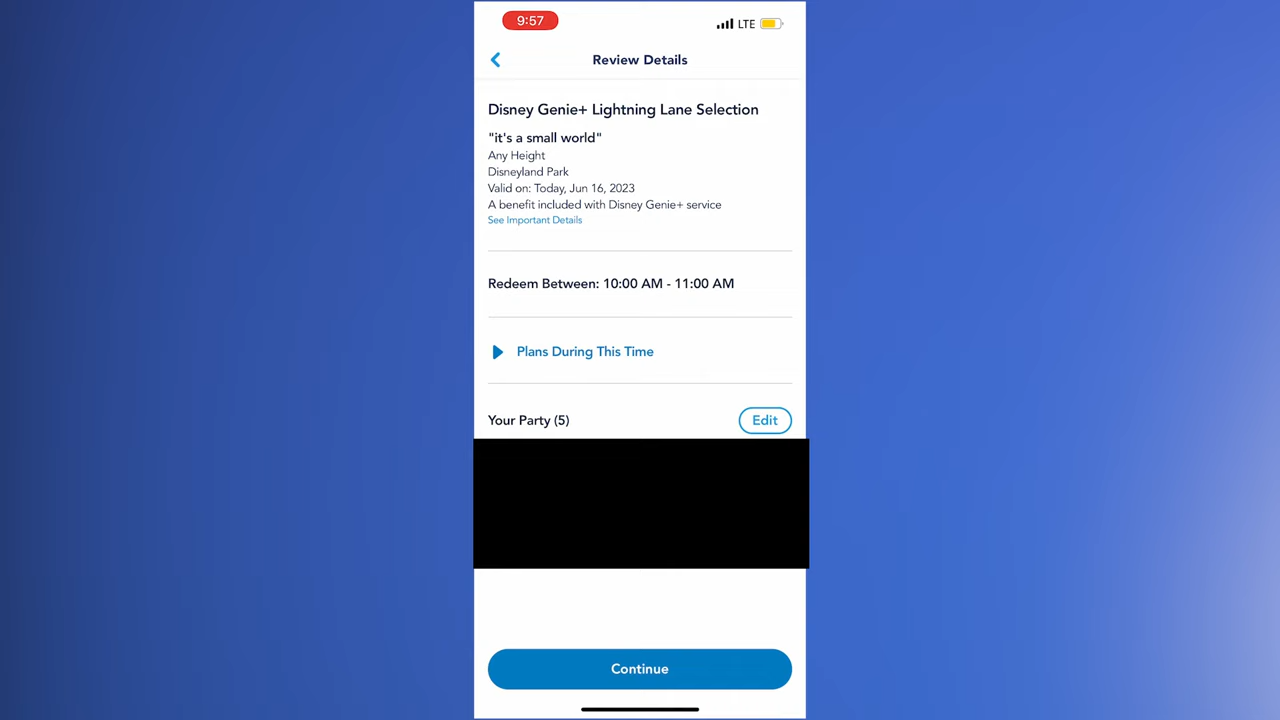 9:57
LTE
Review Details
Disney Genie+ Lightning Lane Selection
"it's a small world"
Any Height
Disneyland Park
Valid on: Today, Jun 16, 2023
A benefit included with Disney Genie+ service
See Important Details
Redeem Between: 10:00 AM - 11:00 AM
Plans During This Time
Your Party (5)
Edit
Continue